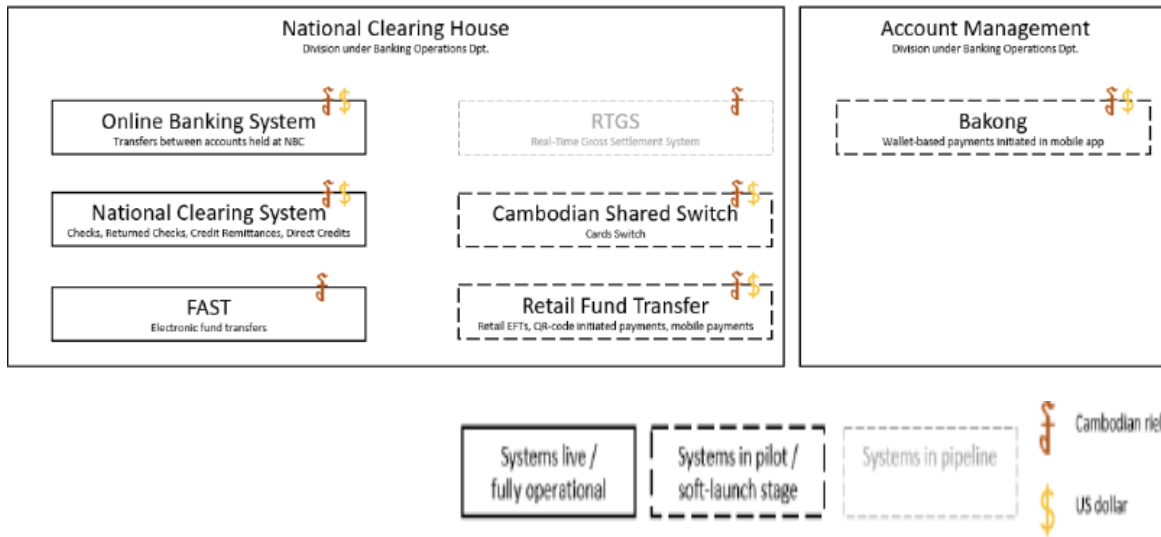 National Clearing House
Division under Banking Operations Dpt.
Online Banking System
Transfers between accounts held at NBC
National Clearing System
Checks, Returned Checks, Credit Remittances, Direct Credits
FAST
Electronic fund transfers
RTGS
Real-Time Gross Settlement System
Cambodian Shared Switch
Cards Switch
Retail Fund Transfer
Retail EFTs, QR-code initiated payments, mobile payments
Account Management
Division under Banking Operations Dpt.
Bakong
Wallet-based payments initiated in mobile app
Systems live /
fully operational
Systems in pilot /
soft-launch stage
Systems in pipeline
Cambodian riel
US dollar